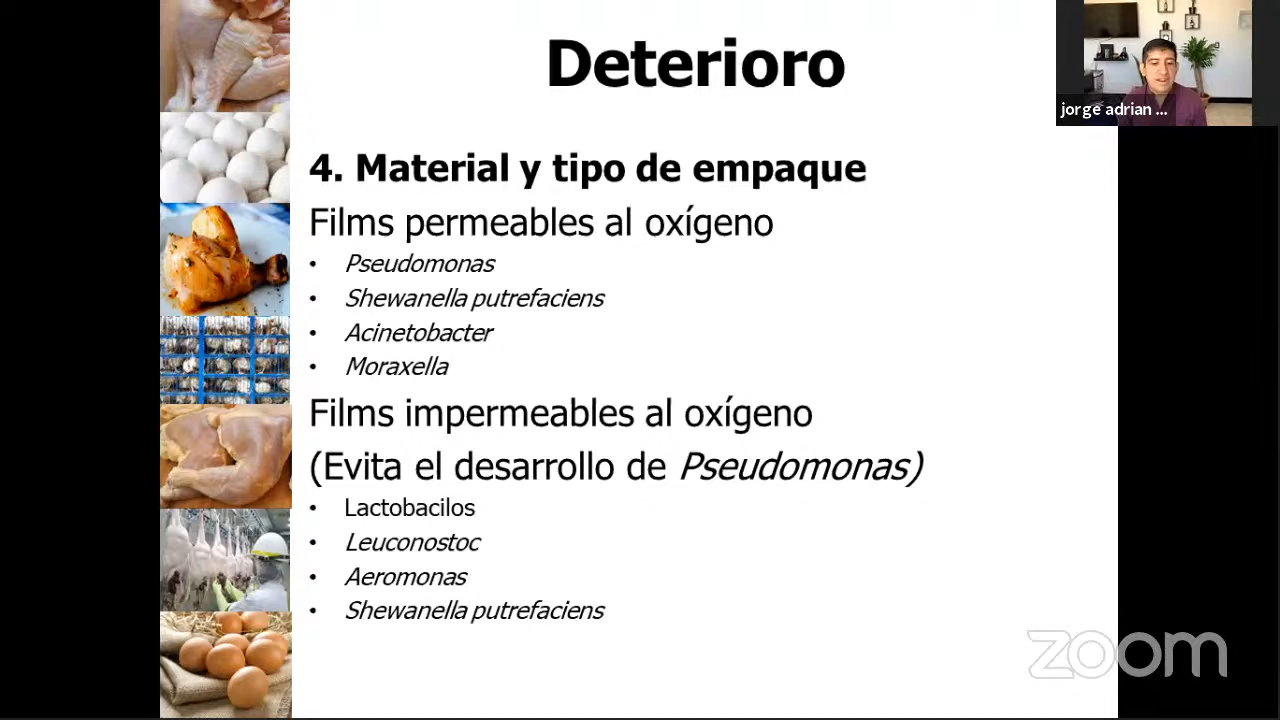 Deterioro
jorge adrian ...
4. Material y tipo de empaque
Films permeables al oxígeno
• Pseudomonas
• Shewanella putrefaciens
• Acinetobacter
• Moraxella
Films impermeables al oxígeno
(Evita el desarrollo de Pseudomonas)
• Lactobacilos
• Leuconostoc
• Aeromonas
• Shewanella putrefaciens
zoom